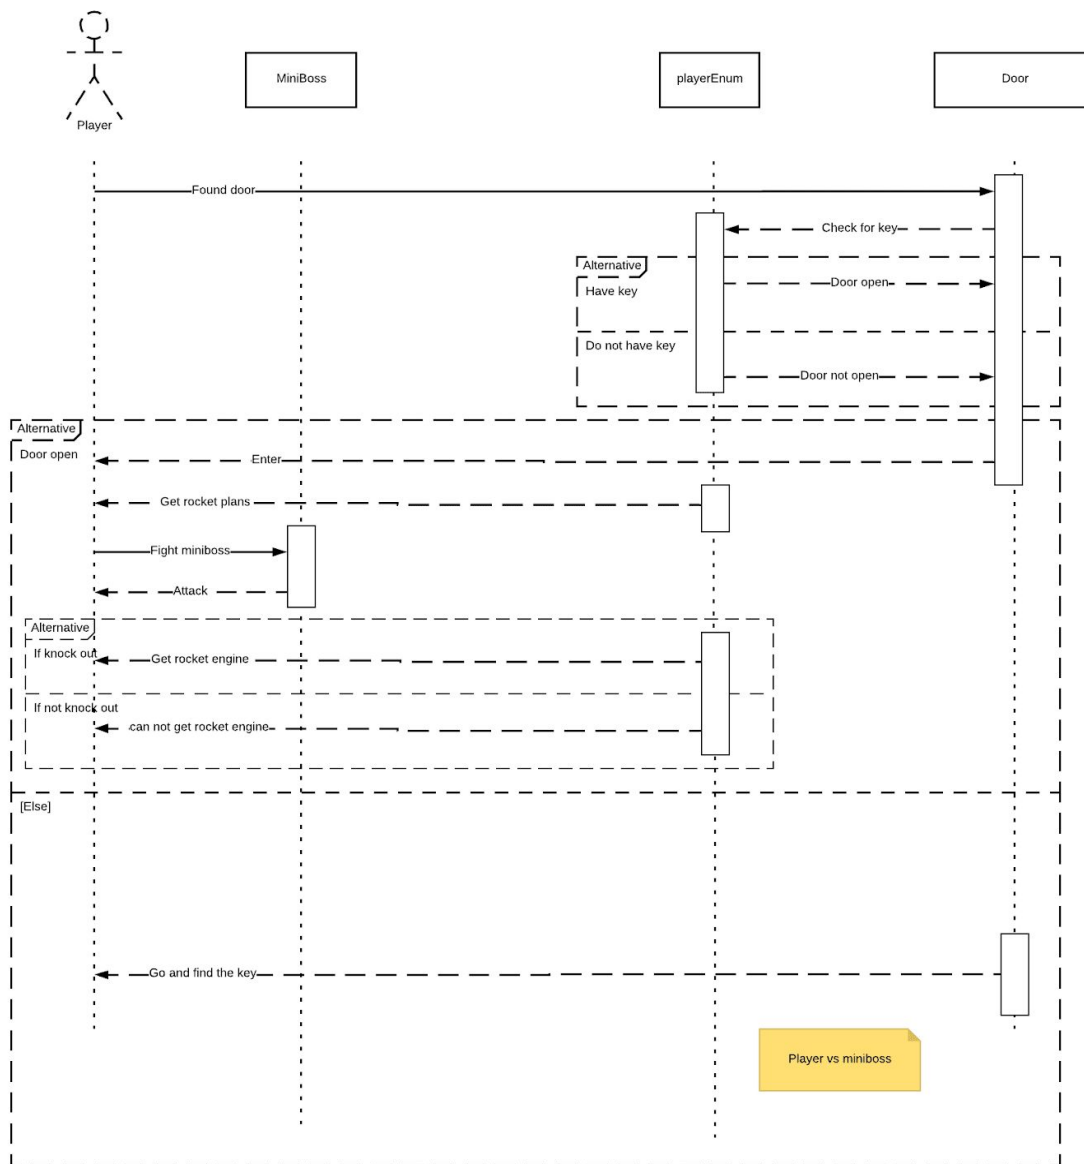 Player
MiniBoss
playerEnum
Door
Found door
Check for key
Alternative
Have key
Door open
Do not have key
Door not open
Alternative
Door open
Enter
Get rocket plans
Fight miniboss
Attack
Alternative
If knock out
Get rocket engine
If not knock out
can not get rocket engine
[Else]
Go and find the key
Player vs miniboss